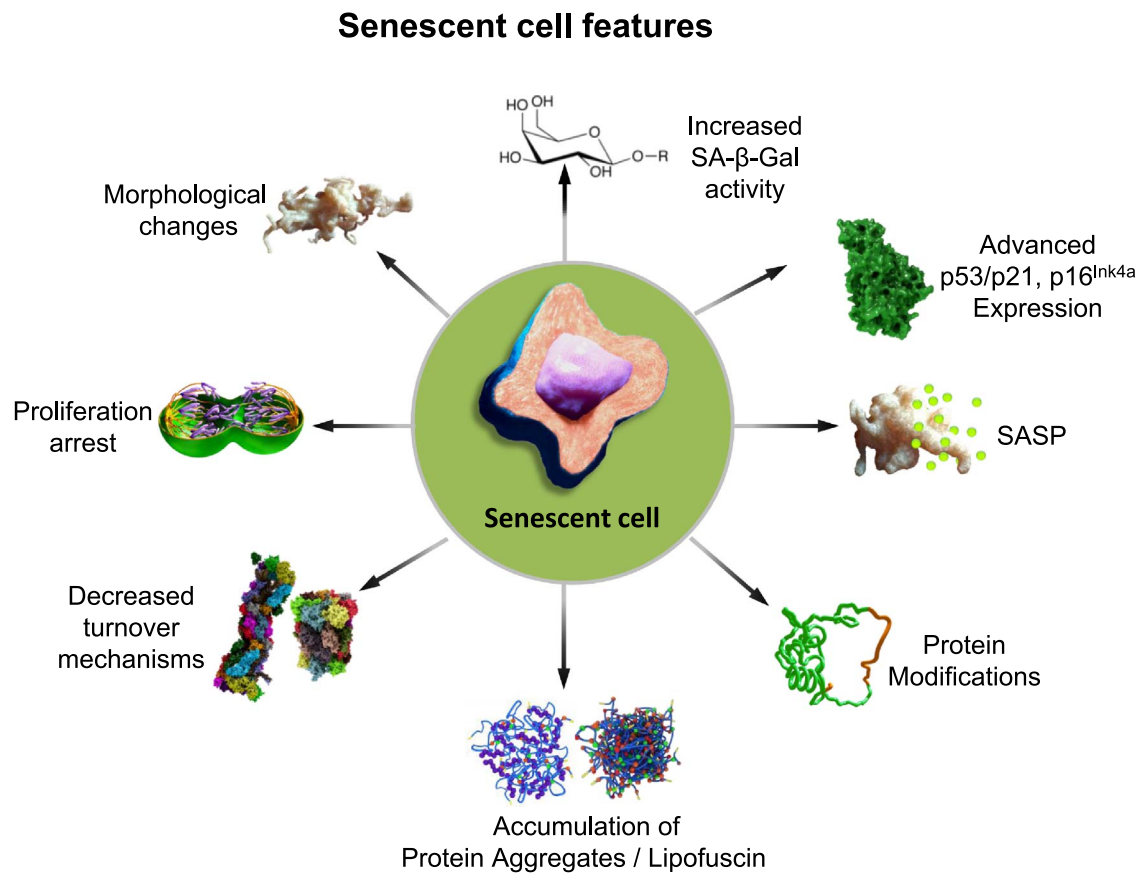 Senescent cell features
HO
OH
O
HO
O–R
OH
Increased
SA-β-Gal
activity
Morphological
changes
Advanced
p53/p21, p16Ink4a
Expression
Proliferation
arrest
SASP
Senescent cell
Decreased
turnover
mechanisms
Protein
Modifications
Accumulation of
Protein Aggregates / Lipofuscin